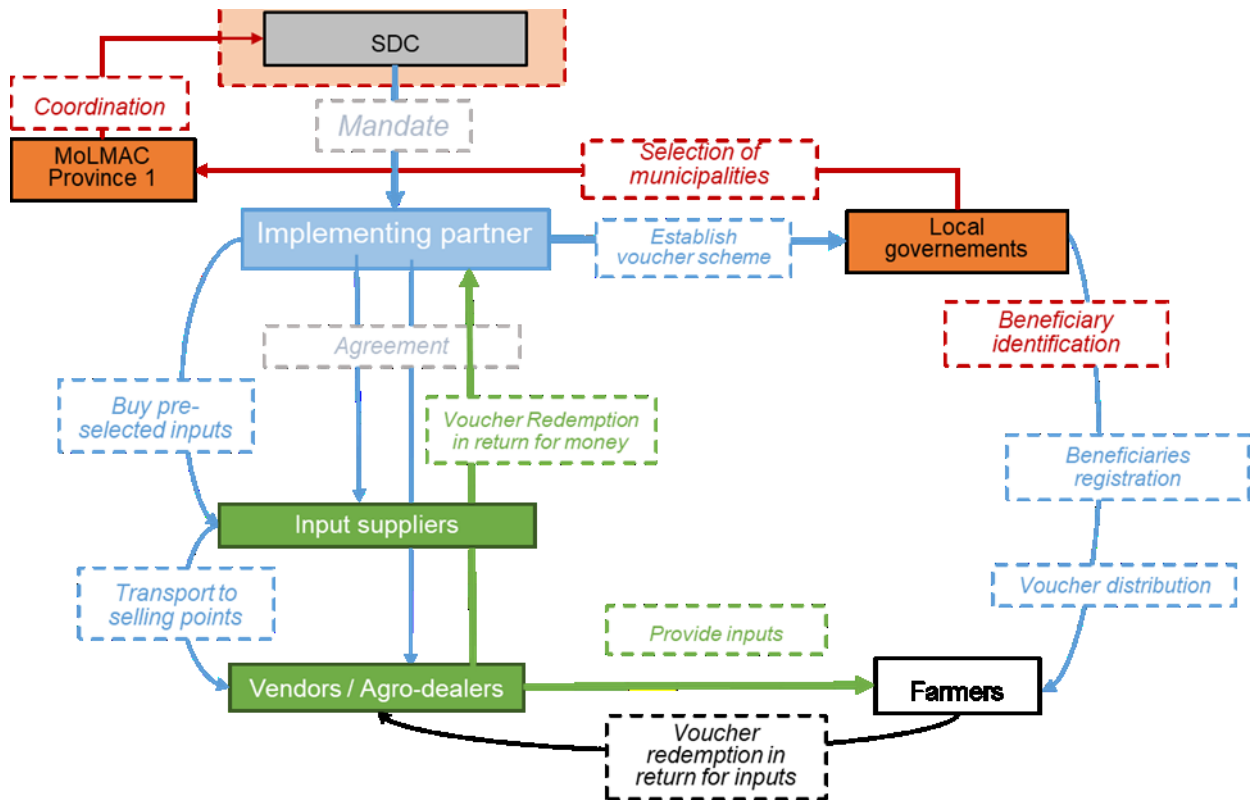 SDC
Coordination
Mandate
MoLMAC
Province 1
Selection of
municipalities
Implementing partner
Establish
voucher scheme
Local
governements
Agreement
Beneficiary
identification
Buy pre-
selected inputs
Voucher Redemption
in return for money
Beneficiaries
registration
Input suppliers
Transport to
selling points
Voucher distribution
Provide inputs
Vendors / Agro-dealers
Farmers
Voucher
redemption in
return for inputs